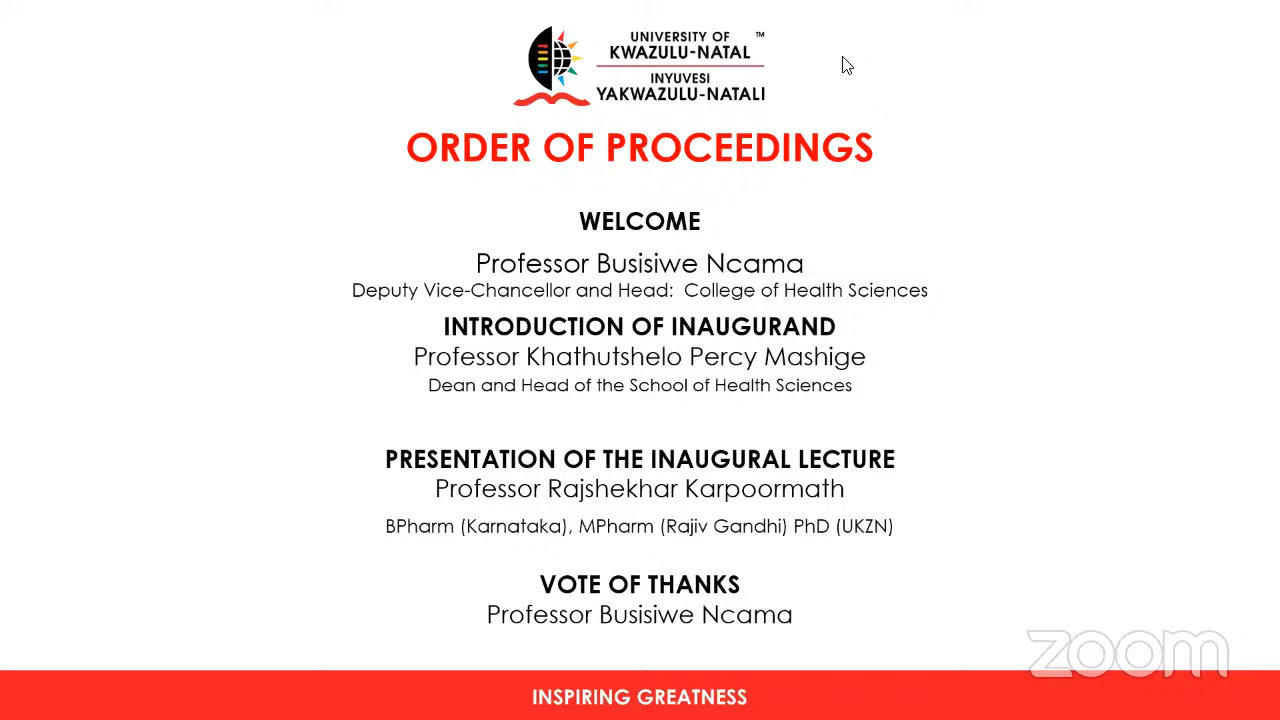 UNIVERSITY OF ™
KWAZULU-NATAL
INYUVESI
YAKWAZULU-NATALI
ORDER OF PROCEEDINGS
WELCOME
Professor Busisiwe Ncama
Deputy Vice-Chancellor and Head: College of Health Sciences
INTRODUCTION OF INAUGURAND
Professor Khathutshelo Percy Mashige
Dean and Head of the School of Health Sciences
PRESENTATION OF THE INAUGURAL LECTURE
Professor Rajshekhar Karpoormath
BPharm (Karnataka), MPharm (Rajiv Gandhi) PhD (UKZN)
VOTE OF THANKS
Professor Busisiwe Ncama
zoom
INSPIRING GREATNESS